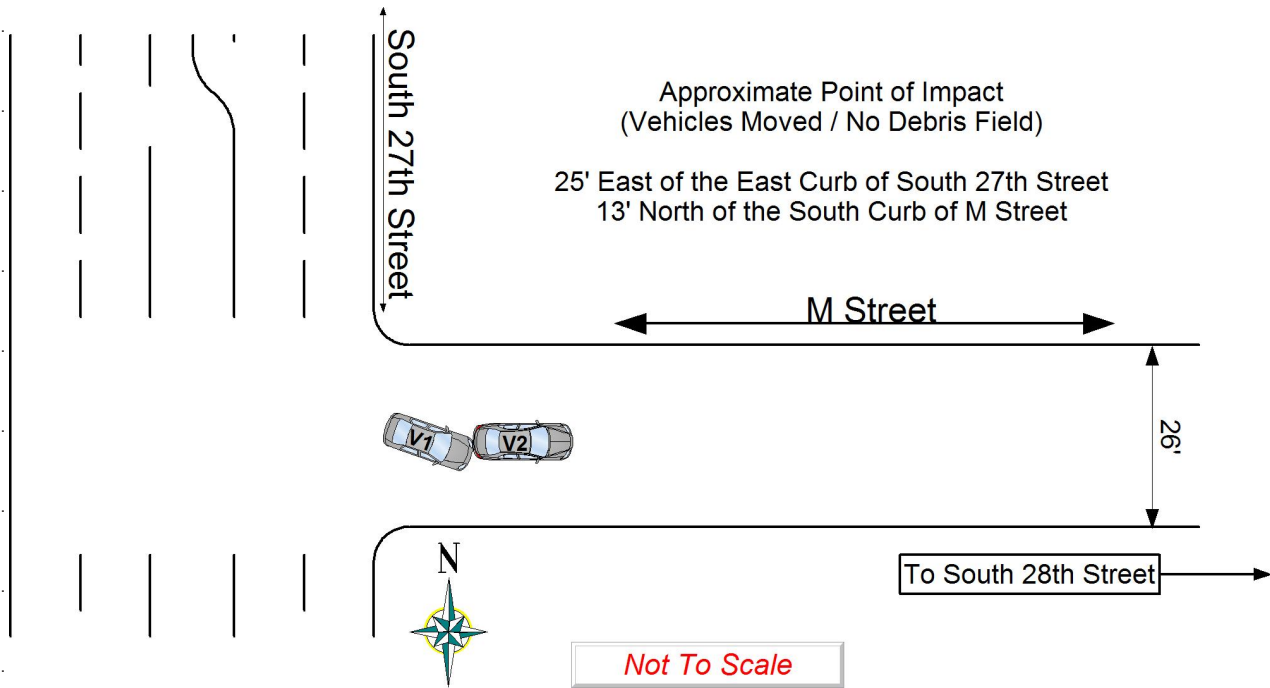 South 27th Street
Approximate Point of Impact
(Vehicles Moved / No Debris Field)
25' East of the East Curb of South 27th Street
13' North of the South Curb of M Street
M Street
V1
V2
26'
N
To South 28th Street
Not To Scale